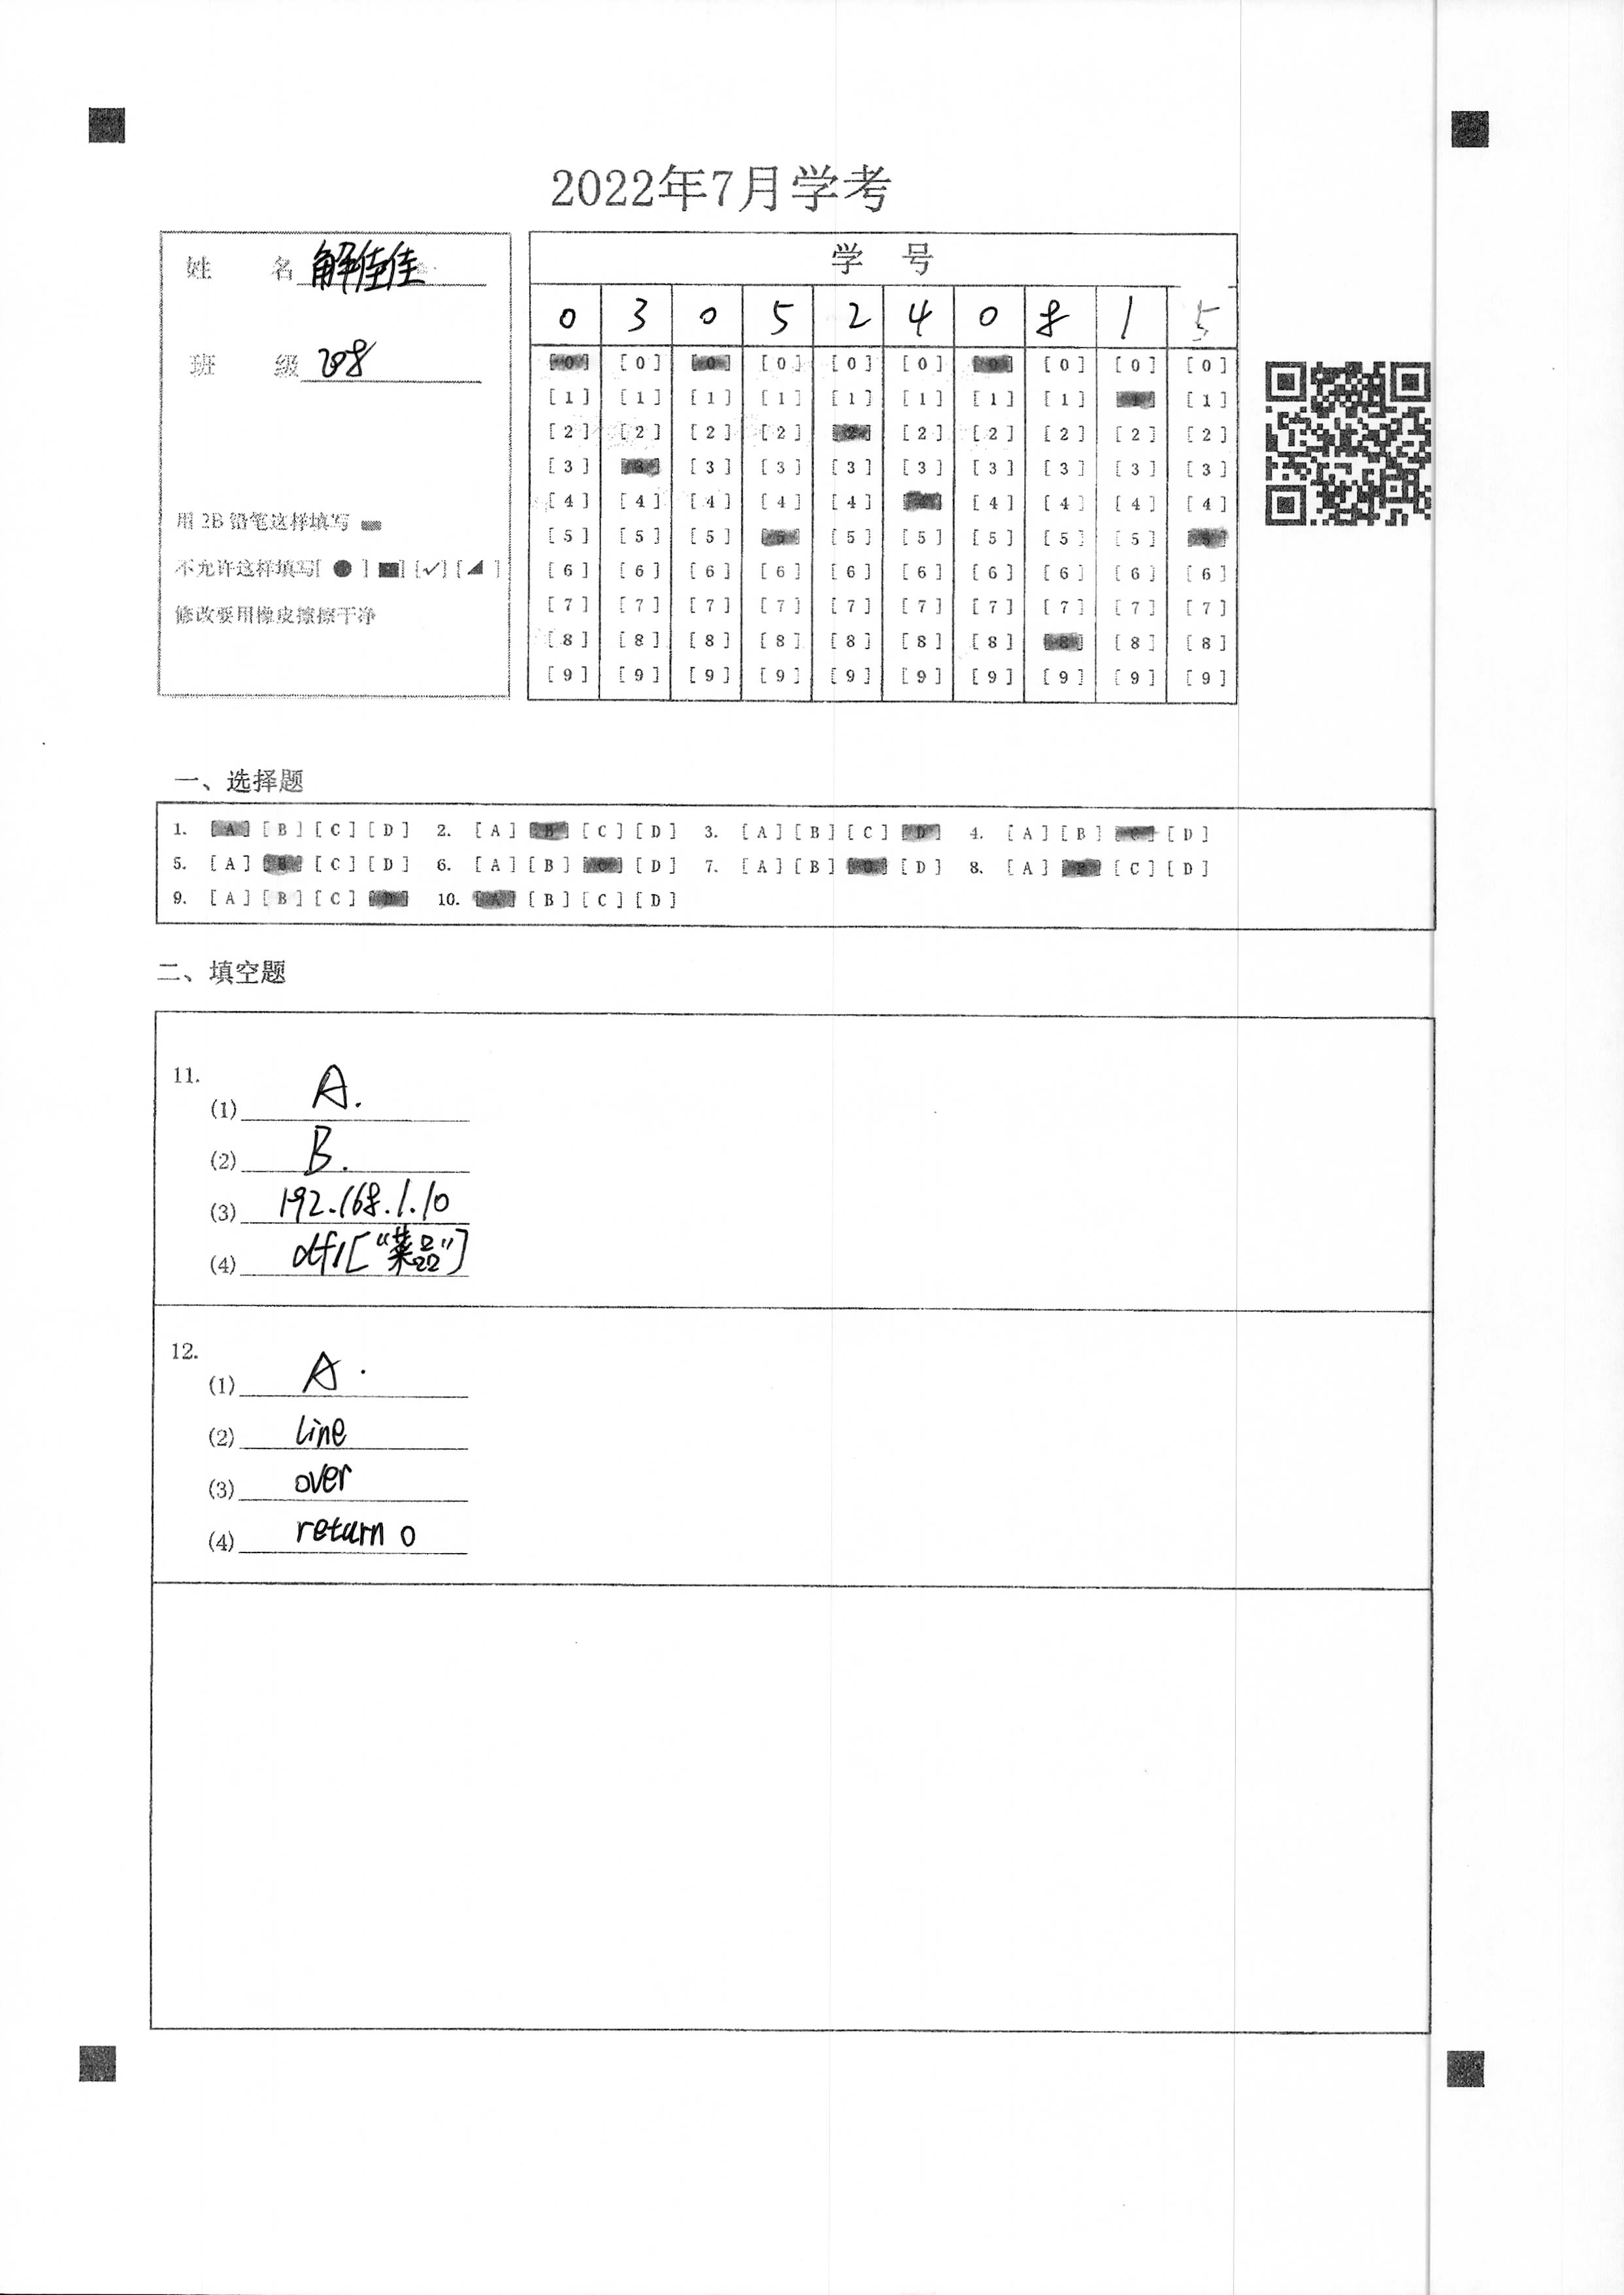 2022年7月学考
姓 名 解佳佳
班 级 208
用 2B 铅笔这样填写
不允许这样填写[ ● ] [■] [✓] [◢ ]
修改要用橡皮擦擦干净
学 号
0 3 0 5 2 4 0 8 1 5
[0] [0] [0] [0] [0] [0] [0] [0] [0] [0]
[1] [1] [1] [1] [1] [1] [1] [1] [1] [1]
[2] [2] [2] [2] [2] [2] [2] [2] [2] [2]
[3] [3] [3] [3] [3] [3] [3] [3] [3] [3]
[4] [4] [4] [4] [4] [4] [4] [4] [4] [4]
[5] [5] [5] [5] [5] [5] [5] [5] [5] [5]
[6] [6] [6] [6] [6] [6] [6] [6] [6] [6]
[7] [7] [7] [7] [7] [7] [7] [7] [7] [7]
[8] [8] [8] [8] [8] [8] [8] [8] [8] [8]
[9] [9] [9] [9] [9] [9] [9] [9] [9] [9]
一、选择题
1. [A] [B] [C] [D] 2. [A] [B] [C] [D] 3. [A] [B] [C] [D] 4. [A] [B] [C] [D]
5. [A] [B] [C] [D] 6. [A] [B] [C] [D] 7. [A] [B] [C] [D] 8. [A] [B] [C] [D]
9. [A] [B] [C] [D] 10. [A] [B] [C] [D]
二、填空题
11.
(1) A.
(2) B.
(3) 192.168.1.10
(4) df1["菜品"]
12.
(1) A.
(2) line
(3) over
(4) return 0